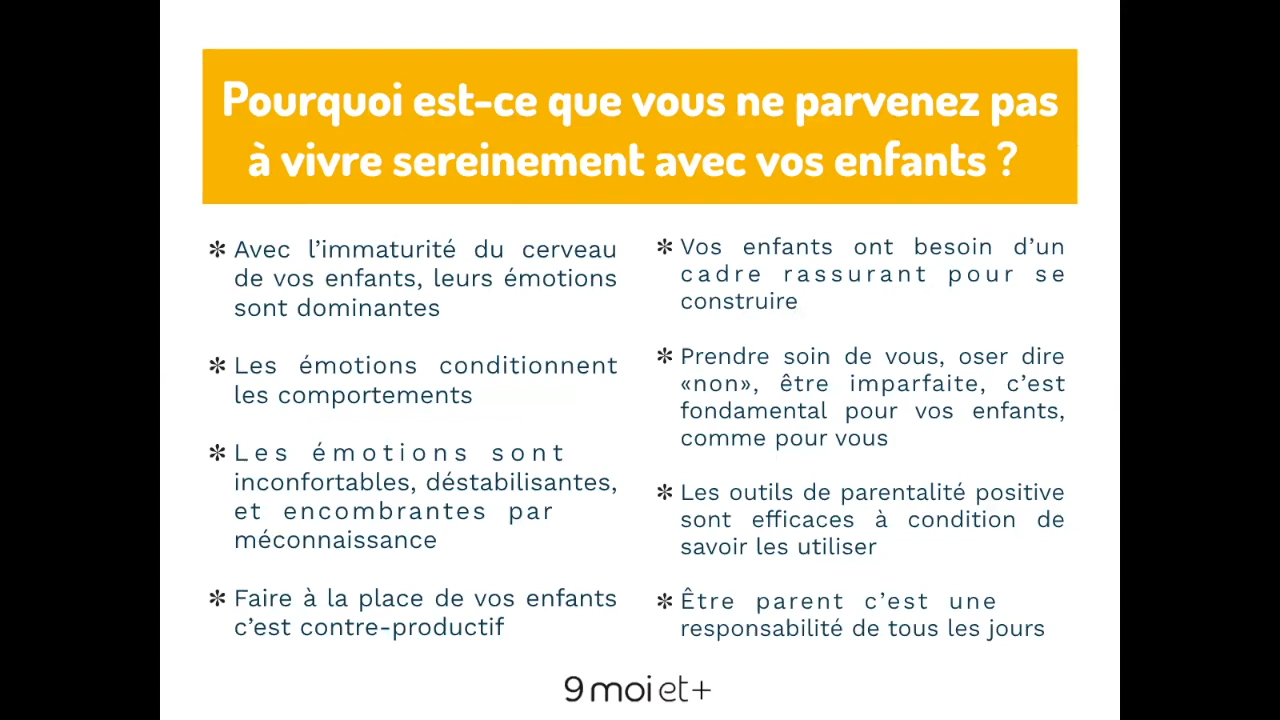 Pourquoi est-ce que vous ne parvenez pas
à vivre sereinement avec vos enfants ?
✻ Avec l’immaturité du cerveau
de vos enfants, leurs émotions
sont dominantes
✻ Les émotions conditionnent
les comportements
✻ Les émotions sont
inconfortables, déstabilisantes,
et encombrantes par
méconnaissance
✻ Faire à la place de vos enfants
c’est contre-productif
✻ Vos enfants ont besoin d’un
cadre rassurant pour se
construire
✻ Prendre soin de vous, oser dire
«non», être imparfaite, c’est
fondamental pour vos enfants,
comme pour vous
✻ Les outils de parentalité positive
sont efficaces à condition de
savoir les utiliser
✻ Être parent c’est une
responsabilité de tous les jours
9 moi et+